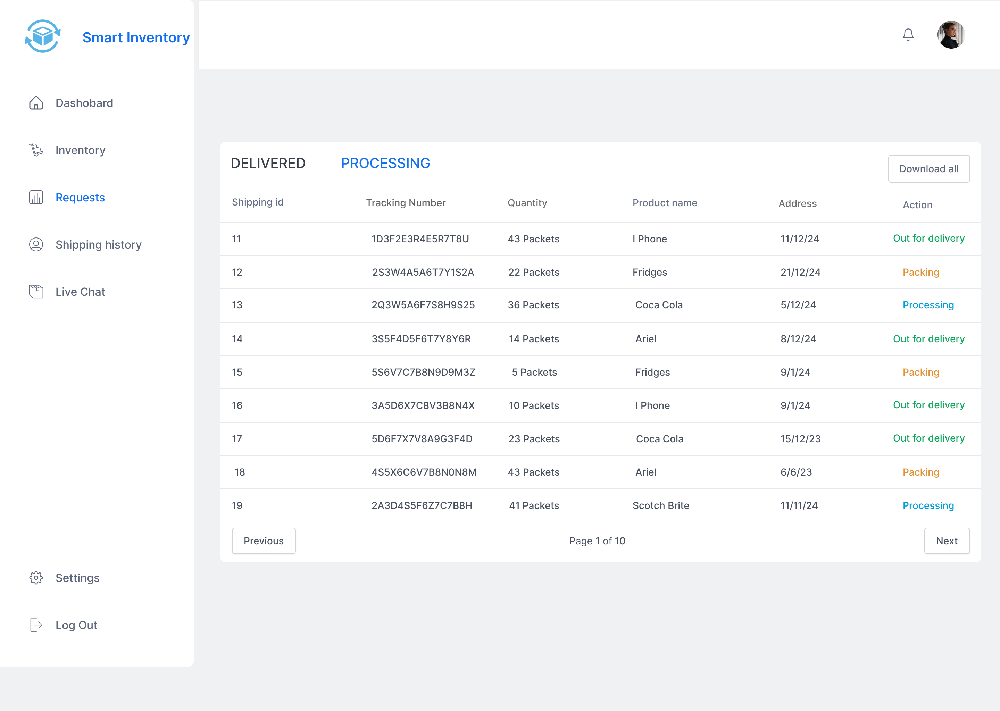 Smart Inventory
Dashobard
Inventory
Requests
Shipping history
Live Chat
Settings
Log Out
DELIVERED PROCESSING Download all
Shipping id Tracking Number Quantity Product name Address Action
11 1D3F2E3R4E5R7T8U 43 Packets I Phone 11/12/24 Out for delivery
12 2S3W4A5A6T7Y1S2A 22 Packets Fridges 21/12/24 Packing
13 2Q3W5A6F7S8H9S25 36 Packets Coca Cola 5/12/24 Processing
14 3S5F4D5F6T7Y8Y6R 14 Packets Ariel 8/12/24 Out for delivery
15 5S6V7C7B8N9D9M3Z 5 Packets Fridges 9/1/24 Packing
16 3A5D6X7C8V3B8N4X 10 Packets I Phone 9/1/24 Out for delivery
17 5D6F7X7V8A9G3F4D 23 Packets Coca Cola 15/12/23 Out for delivery
18 4S5X6C6V7B8N0N8M 43 Packets Ariel 6/6/23 Packing
19 2A3D4S5F6Z7C7B8H 41 Packets Scotch Brite 11/11/24 Processing
Previous Page 1 of 10 Next